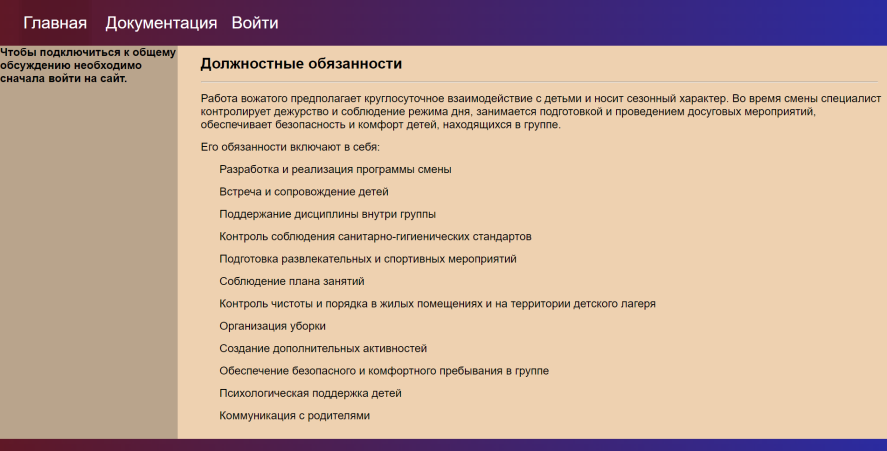 Главная Документация Войти
Чтобы подключиться к общему
обсуждению необходимо
сначала войти на сайт.
Должностные обязанности
Работа вожатого предполагает круглосуточное взаимодействие с детьми и носит сезонный характер. Во время смены специалист
контролирует дежурство и соблюдение режима дня, занимается подготовкой и проведением досуговых мероприятий,
обеспечивает безопасность и комфорт детей, находящихся в группе.
Его обязанности включают в себя:
Разработка и реализация программы смены
Встреча и сопровождение детей
Поддержание дисциплины внутри группы
Контроль соблюдения санитарно-гигиенических стандартов
Подготовка развлекательных и спортивных мероприятий
Соблюдение плана занятий
Контроль чистоты и порядка в жилых помещениях и на территории детского лагеря
Организация уборки
Создание дополнительных активностей
Обеспечение безопасного и комфортного пребывания в группе
Психологическая поддержка детей
Коммуникация с родителями